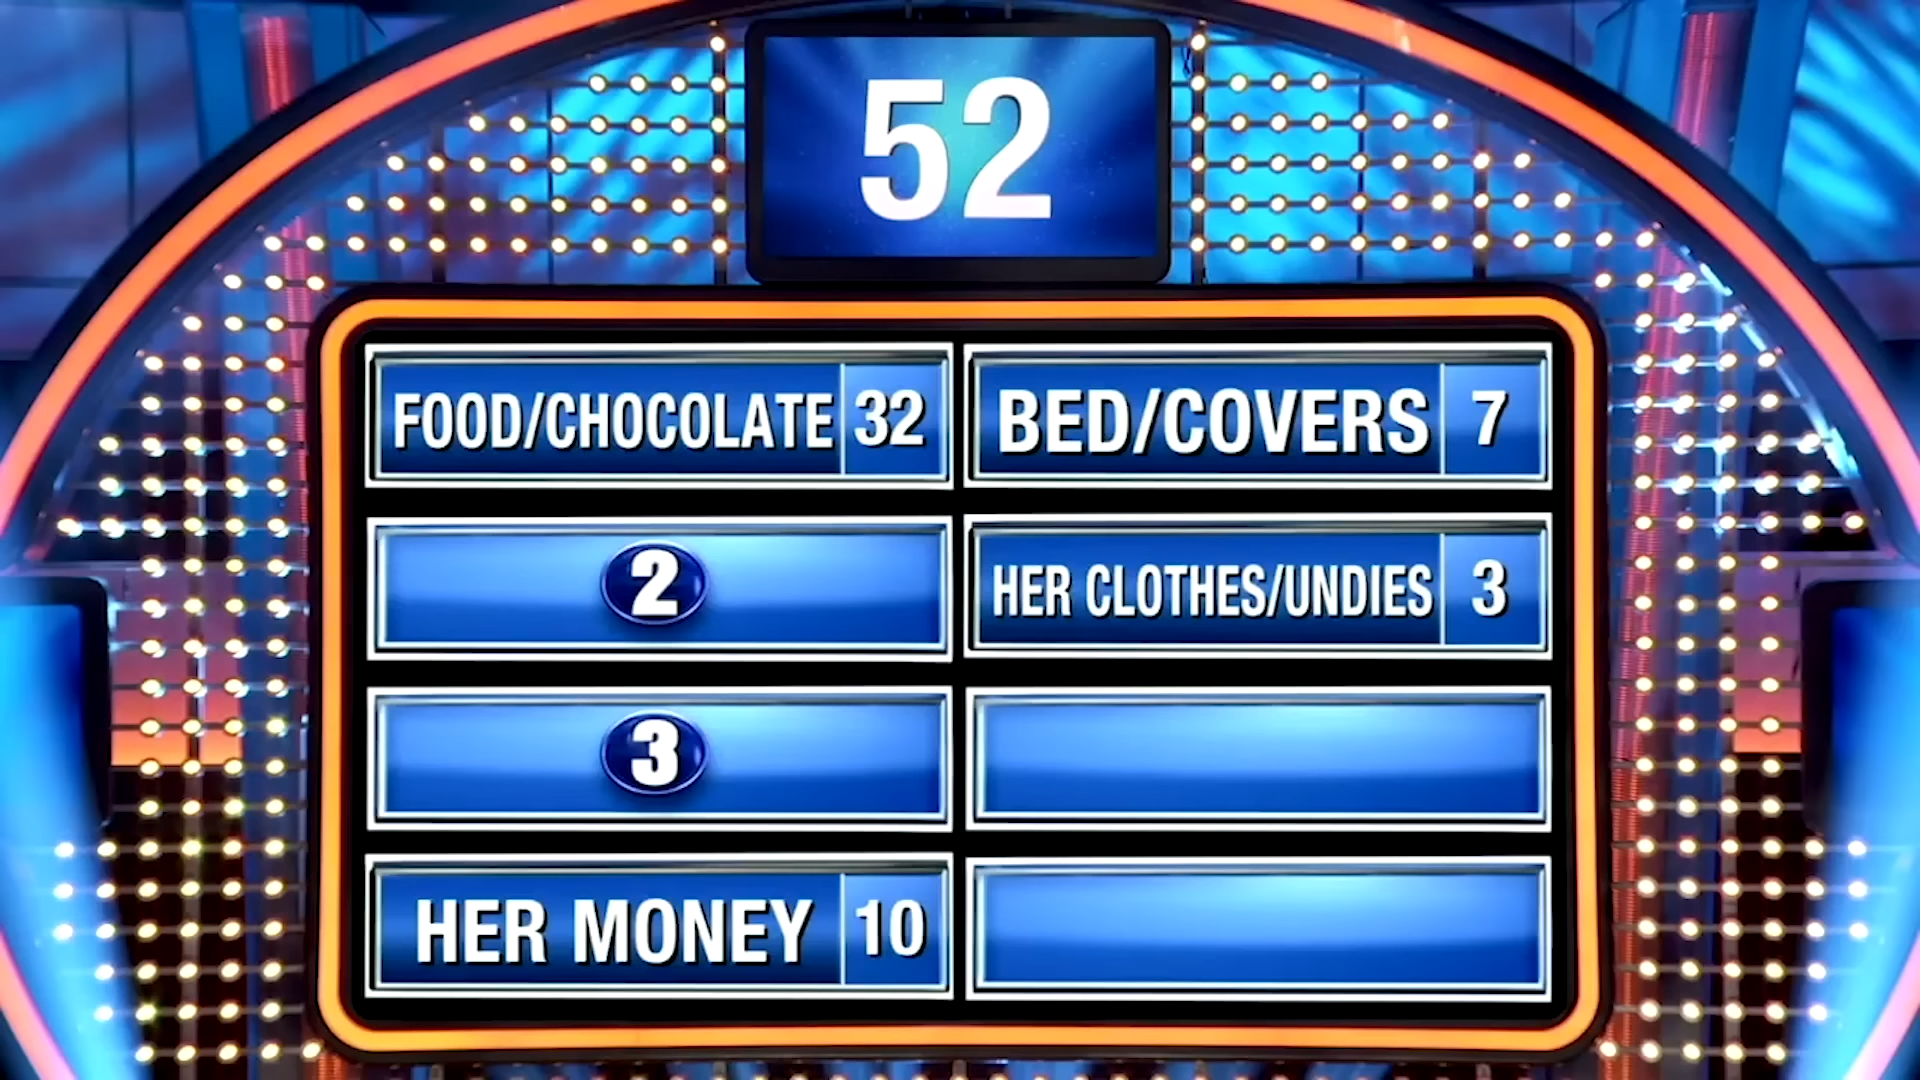 52
FOOD/CHOCOLATE 32
2
3
HER MONEY 10
BED/COVERS 7
HER CLOTHES/UNDIES 3